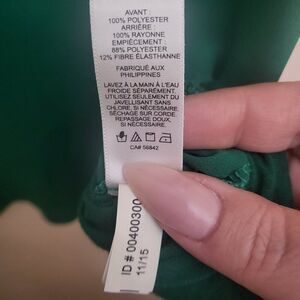 AVANT :
100% POLYESTER
ARRIÈRE :
100% RAYONNE
EMPIÈCEMENT :
88% POLYESTER
12% FIBRE ÉLASTHANNE
FABRIQUÉ AUX
PHILIPPINES
LAVEZ À LA MAIN À L'EAU
FROIDE SÉPARÉMENT.
UTILISEZ SEULEMENT DU
JAVELLISANT SANS
CHLORE, SI NÉCESSAIRE.
SÉCHAGE SUR CORDE.
REPASSAGE DOUX,
SI NÉCESSAIRE.
CA# 56842
ID # 00400300
11/15